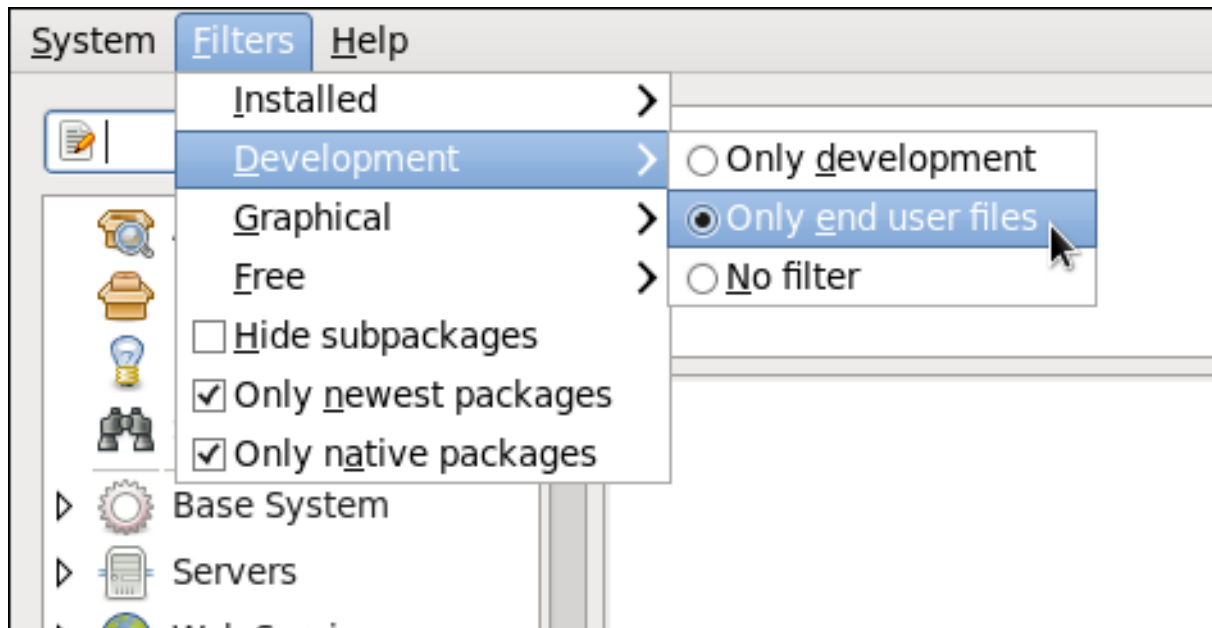 System Filters Help
Installed
Development
Only development
Graphical
Only end user files
Free
No filter
Hide subpackages
Only newest packages
Only native packages
Base System
Servers